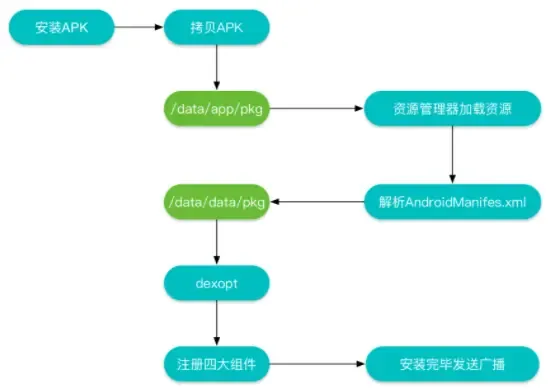 安装APK
拷贝APK
/data/app/pkg
资源管理器加载资源
解析AndroidManifes.xml
/data/data/pkg
dexopt
注册四大组件
安装完毕发送广播